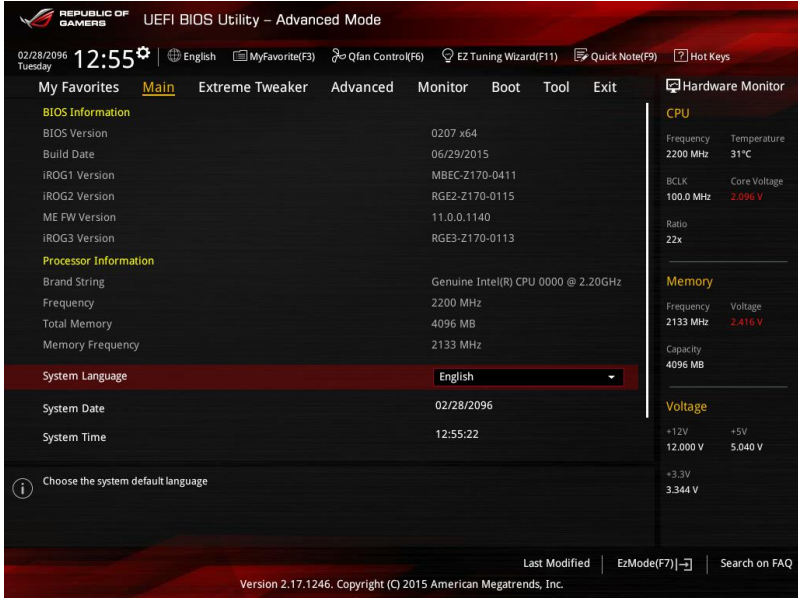 REPUBLIC OF
GAMERS
UEFI BIOS Utility – Advanced Mode
02/28/2096
Tuesday
12:55
English
MyFavorite(F3)
Qfan Control(F6)
EZ Tuning Wizard(F11)
Quick Note(F9)
? Hot Keys
My Favorites Main Extreme Tweaker Advanced Monitor Boot Tool Exit
BIOS Information
BIOS Version 0207 x64
Build Date 06/29/2015
iROG1 Version MBEC-Z170-0411
iROG2 Version RGE2-Z170-0115
ME FW Version 11.0.0.1140
iROG3 Version RGE3-Z170-0113
Processor Information
Brand String Genuine Intel(R) CPU 0000 @ 2.20GHz
Frequency 2200 MHz
Total Memory 4096 MB
Memory Frequency 2133 MHz
System Language English
System Date 02/28/2096
System Time 12:55:22
i Choose the system default language
Hardware Monitor
CPU
Frequency Temperature
2200 MHz 31°C
BCLK Core Voltage
100.0 MHz 2.096 V
Ratio
22x
Memory
Frequency Voltage
2133 MHz 2.416 V
Capacity
4096 MB
Voltage
+12V +5V
12.000 V 5.040 V
+3.3V
3.344 V
Last Modified EzMode(F7) Search on FAQ
Version 2.17.1246. Copyright (C) 2015 American Megatrends, Inc.